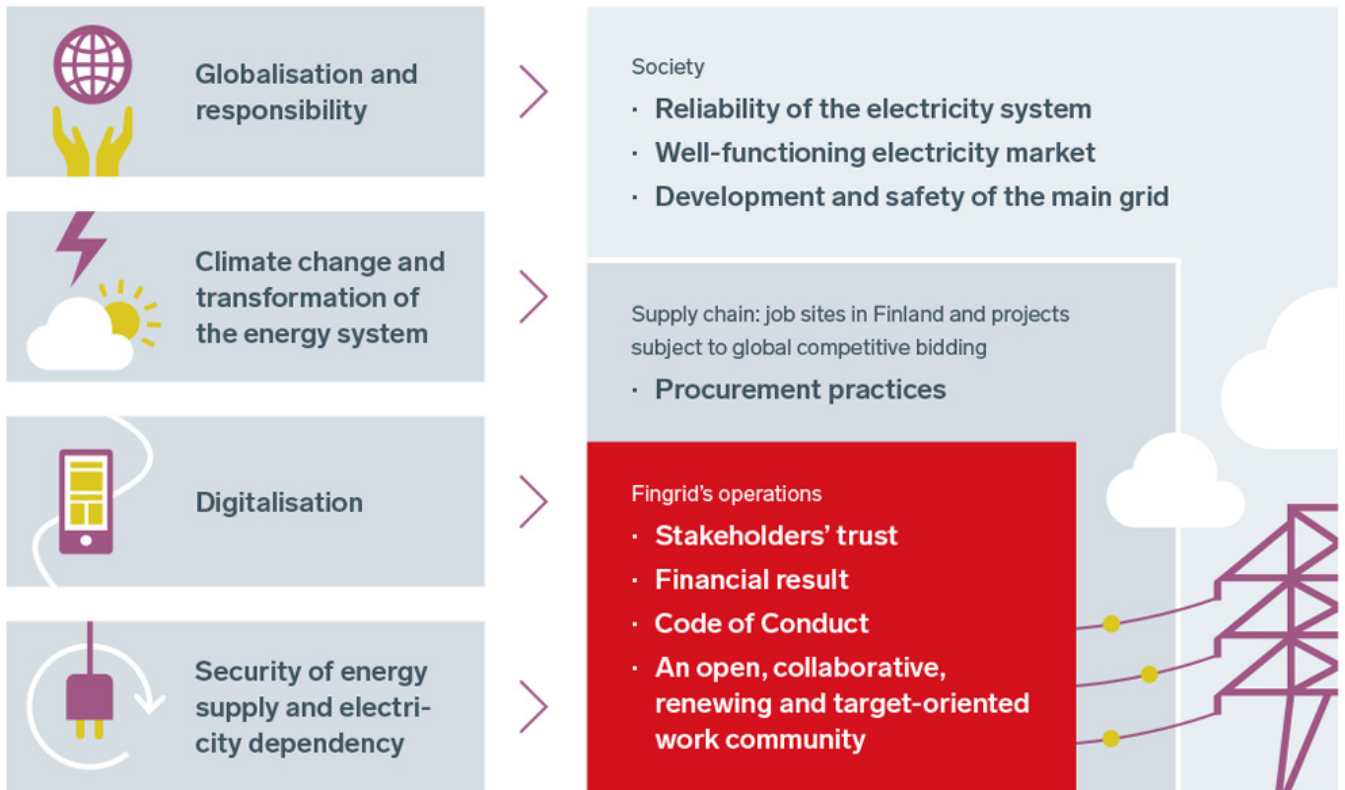 Globalisation and
responsibility
Climate change and
transformation of
the energy system
Digitalisation
Security of energy
supply and electri-
city dependency
Society
· Reliability of the electricity system
· Well-functioning electricity market
· Development and safety of the main grid
Supply chain: job sites in Finland and projects
subject to global competitive bidding
· Procurement practices
Fingrid’s operations
· Stakeholders’ trust
· Financial result
· Code of Conduct
· An open, collaborative,
renewing and target-oriented
work community